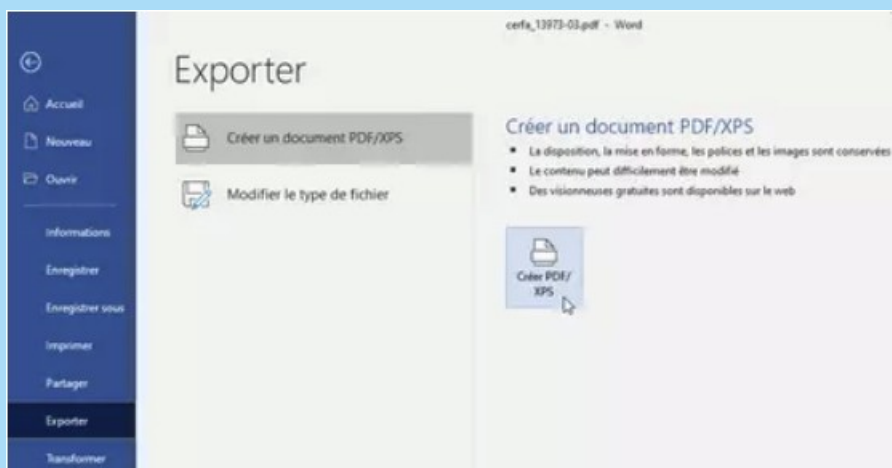 cerfa_13973-03.pdf - Word
Exporter
Accueil
Nouveau
Ouvrir
Informations
Enregistrer
Enregistrer sous
Imprimer
Partager
Exporter
Transformer
Créer un document PDF/XPS
Modifier le type de fichier
Créer un document PDF/XPS
▪ La disposition, la mise en forme, les polices et les images sont conservées
▪ Le contenu peut difficilement être modifié
▪ Des visionneuses gratuites sont disponibles sur le web
Créer PDF/
XPS